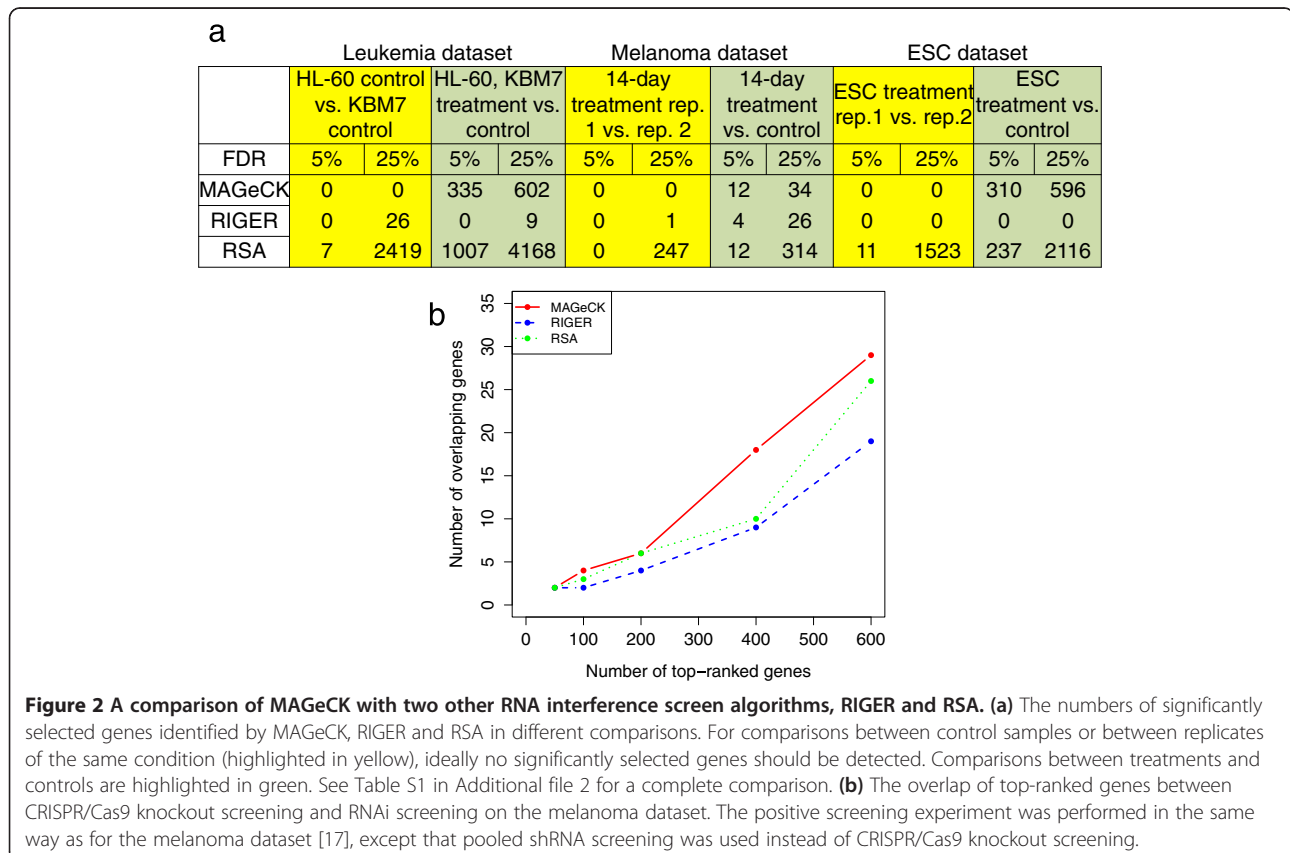 a
Leukemia dataset Melanoma dataset ESC dataset
HL-60 control vs. KBM7 control HL-60, KBM7 treatment vs. control 14-day treatment rep. 1 vs. rep. 2 14-day treatment vs. control ESC treatment rep.1 vs. rep.2 ESC treatment vs. control
FDR 5% 25% 5% 25% 5% 25% 5% 25% 5% 25% 5% 25%
MAGeCK 0 0 335 602 0 0 12 34 0 0 310 596
RIGER 0 26 0 9 0 1 4 26 0 0 0 0
RSA 7 2419 1007 4168 0 247 12 314 11 1523 237 2116
b
MAGeCK
RIGER
RSA
Number of overlapping genes
35
30
25
20
15
10
5
0
0 100 200 300 400 500 600
Number of top-ranked genes
Figure 2 A comparison of MAGeCK with two other RNA interference screen algorithms, RIGER and RSA. (a) The numbers of significantly
selected genes identified by MAGeCK, RIGER and RSA in different comparisons. For comparisons between control samples or between replicates
of the same condition (highlighted in yellow), ideally no significantly selected genes should be detected. Comparisons between treatments and
controls are highlighted in green. See Table S1 in Additional file 2 for a complete comparison. (b) The overlap of top-ranked genes between
CRISPR/Cas9 knockout screening and RNAi screening on the melanoma dataset. The positive screening experiment was performed in the same
way as for the melanoma dataset [17], except that pooled shRNA screening was used instead of CRISPR/Cas9 knockout screening.